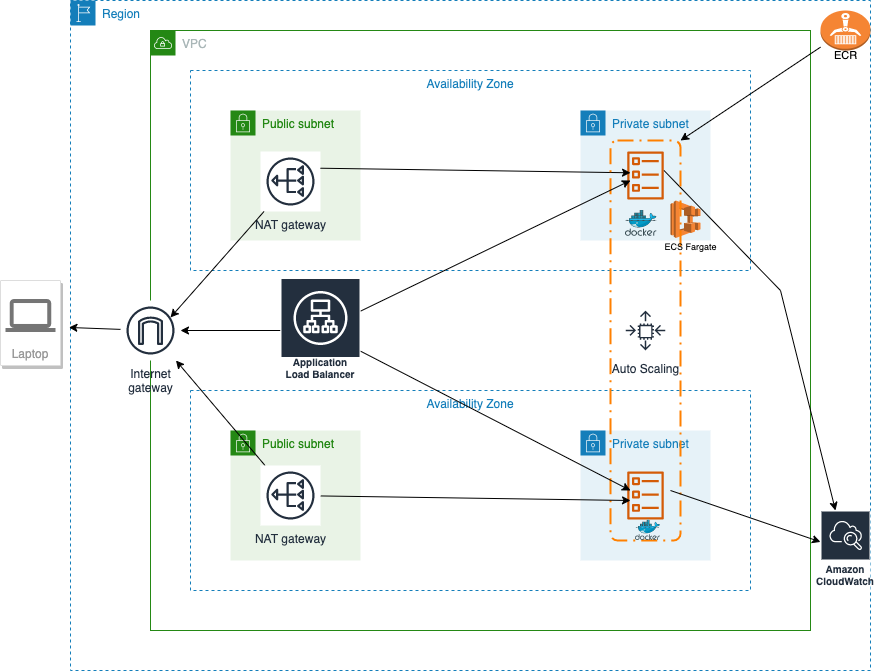 Region
VPC
ECR
Availability Zone
Public subnet
Private subnet
NAT gateway
docker
ECS Fargate
Laptop
Internet
gateway
Application
Load Balancer
Auto Scaling
Availability Zone
Public subnet
Private subnet
NAT gateway
docker
Amazon
CloudWatch